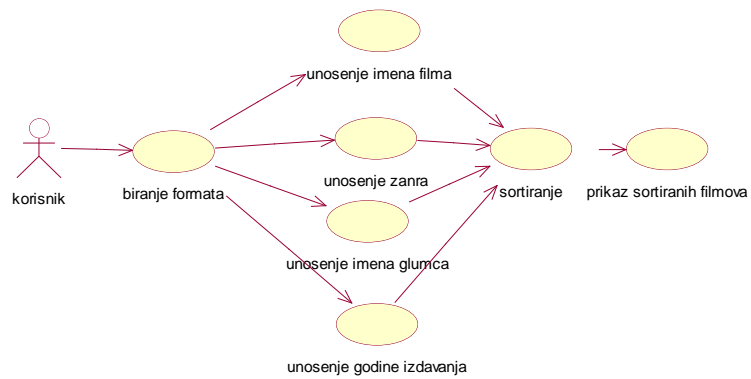 unosenje imena filma
korisnik
biranje formata
unosenje zanra
sortiranje
prikaz sortiranih filmova
unosenje imena glumca
unosenje godine izdavanja